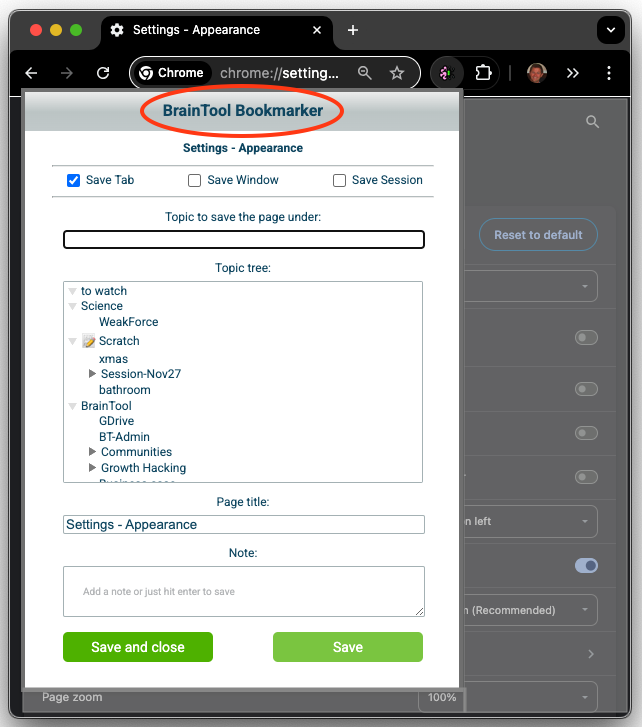 Settings - Appearance
Chrome chrome://setting...
BrainTool Bookmarker
Settings - Appearance
Save Tab Save Window Save Session
Topic to save the page under:
Reset to default
Topic tree:
to watch
Science
WeakForce
Scratch
xmas
Session-Nov27
bathroom
BrainTool
GDrive
BT-Admin
Communities
Growth Hacking
Page title:
Settings - Appearance
n left
Note:
Add a note or just hit enter to save
m (Recommended)
Save and close Save
Page zoom 100%